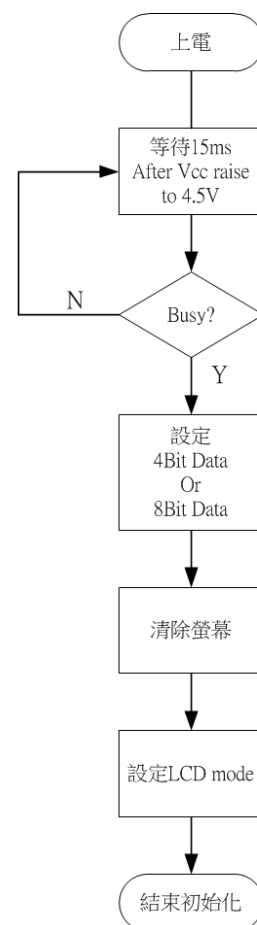 上電
等待15ms
After Vcc raise
to 4.5V
Busy?
N
Y
設定
4Bit Data
Or
8Bit Data
清除螢幕
設定LCD mode
結束初始化